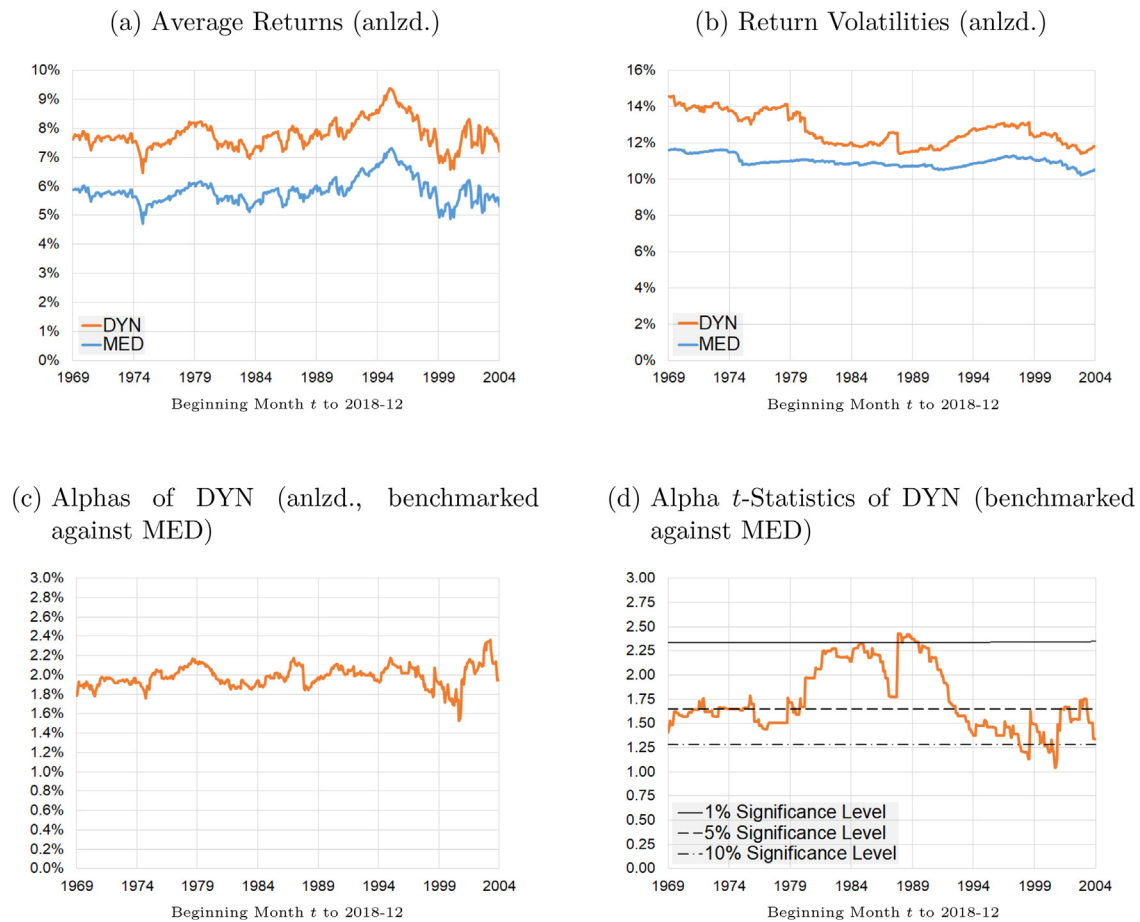 (a) Average Returns (anlzd.)
10%
9%
8%
7%
6%
5%
4%
3%
2%
1%
0%
DYN
MED
1969 1974 1979 1984 1989 1994 1999 2004
Beginning Month t to 2018-12
(b) Return Volatilities (anlzd.)
16%
14%
12%
10%
8%
6%
4%
2%
0%
DYN
MED
1969 1974 1979 1984 1989 1994 1999 2004
Beginning Month t to 2018-12
(c) Alphas of DYN (anlzd., benchmarked
against MED)
3.0%
2.8%
2.6%
2.4%
2.2%
2.0%
1.8%
1.6%
1.4%
1.2%
1.0%
0.8%
0.6%
0.4%
0.2%
0.0%
1969 1974 1979 1984 1989 1994 1999 2004
Beginning Month t to 2018-12
(d) Alpha t-Statistics of DYN (benchmarked
against MED)
3.00
2.75
2.50
2.25
2.00
1.75
1.50
1.25
1.00
0.75
0.50
0.25
0.00
1% Significance Level
5% Significance Level
10% Significance Level
1969 1974 1979 1984 1989 1994 1999 2004
Beginning Month t to 2018-12